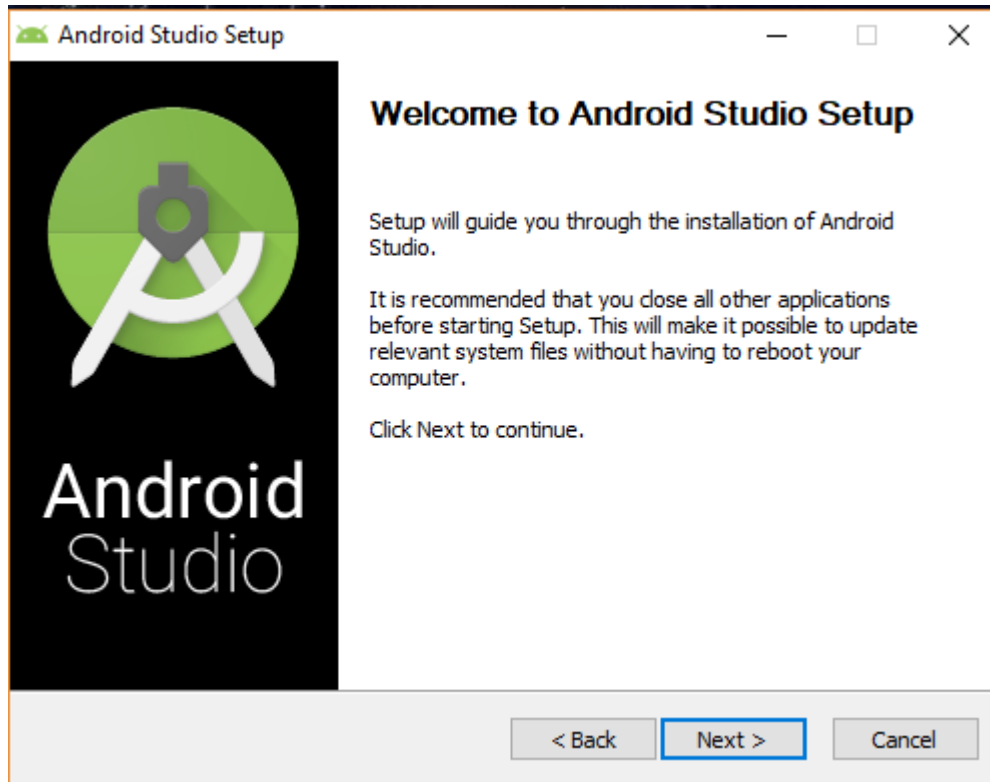 Android Studio Setup
Welcome to Android Studio Setup
Setup will guide you through the installation of Android
Studio.
It is recommended that you close all other applications
before starting Setup. This will make it possible to update
relevant system files without having to reboot your
computer.
Click Next to continue.
Android
Studio
< Back
Next >
Cancel